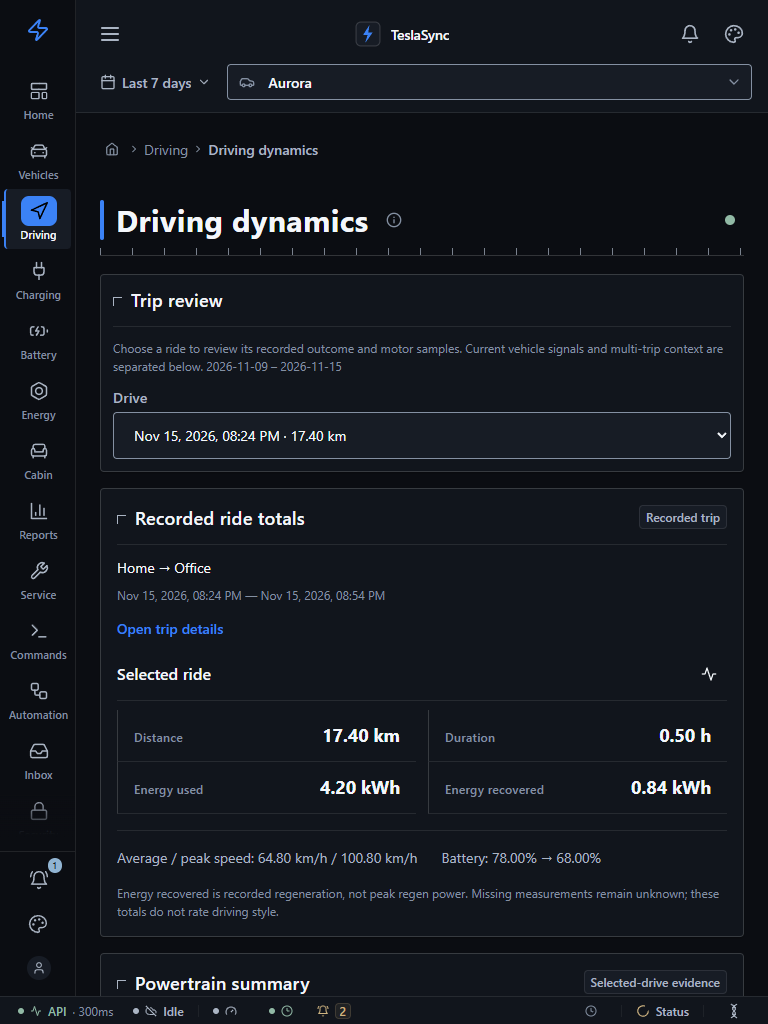 TeslaSync
Last 7 days
Aurora
Home
Vehicles
Driving
Charging
Battery
Energy
Cabin
Reports
Service
Commands
Automation
Inbox
1
Driving
Driving dynamics
Driving dynamics
Trip review
Choose a ride to review its recorded outcome and motor samples. Current vehicle signals and multi-trip context are
separated below. 2026-11-09 – 2026-11-15
Drive
Nov 15, 2026, 08:24 PM · 17.40 km
Recorded ride totals
Recorded trip
Home → Office
Nov 15, 2026, 08:24 PM — Nov 15, 2026, 08:54 PM
Open trip details
Selected ride
Distance 17.40 km
Duration 0.50 h
Energy used 4.20 kWh
Energy recovered 0.84 kWh
Average / peak speed: 64.80 km/h / 100.80 km/h Battery: 78.00% → 68.00%
Energy recovered is recorded regeneration, not peak regen power. Missing measurements remain unknown; these
totals do not rate driving style.
Powertrain summary
Selected-drive evidence
API · 300ms Idle 2 Status